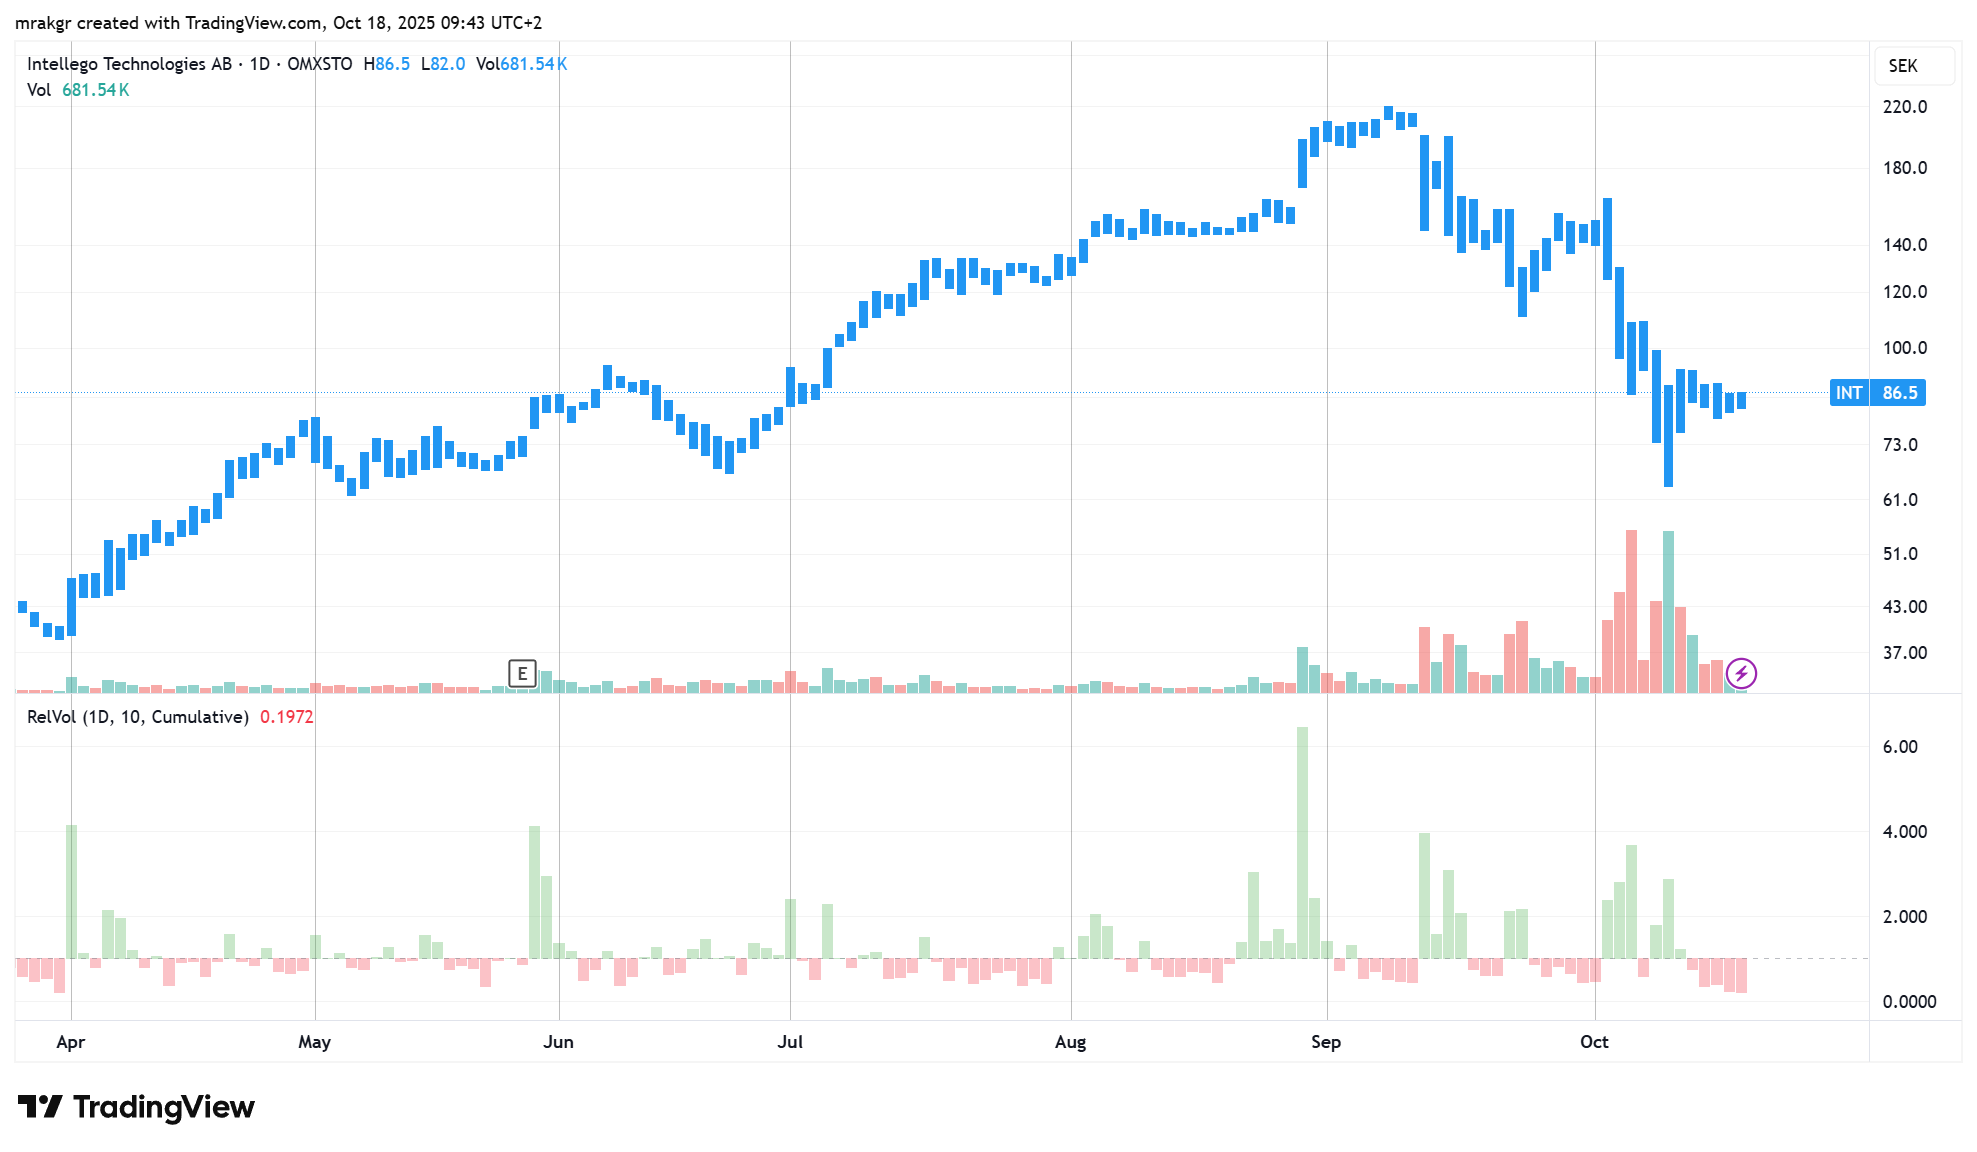 mrakgr created with TradingView.com, Oct 18, 2025 09:43 UTC+2
Intellego Technologies AB · 1D · OMXSTO H86.5 L82.0 Vol681.54K
Vol 681.54K
SEK
220.0
180.0
140.0
120.0
100.0
INT 86.5
73.0
61.0
51.0
43.00
37.00
E
RelVol (1D, 10, Cumulative) 0.1972
6.00
4.000
2.000
0.0000
Apr May Jun Jul Aug Sep Oct
TradingView